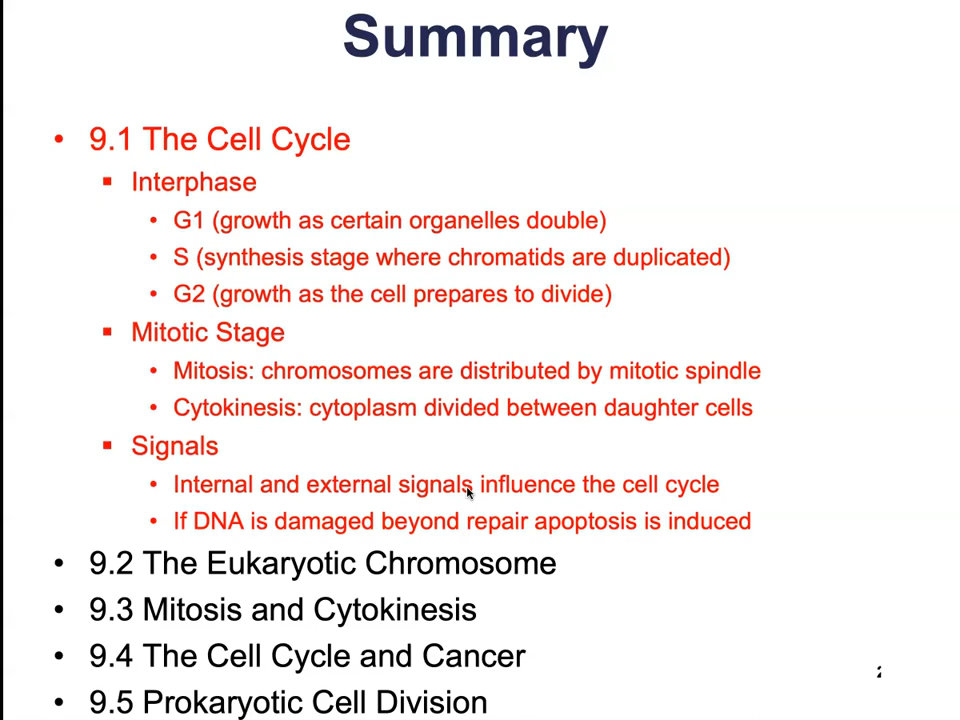 Summary
• 9.1 The Cell Cycle
▪ Interphase
• G1 (growth as certain organelles double)
• S (synthesis stage where chromatids are duplicated)
• G2 (growth as the cell prepares to divide)
▪ Mitotic Stage
• Mitosis: chromosomes are distributed by mitotic spindle
• Cytokinesis: cytoplasm divided between daughter cells
▪ Signals
• Internal and external signals influence the cell cycle
• If DNA is damaged beyond repair apoptosis is induced
• 9.2 The Eukaryotic Chromosome
• 9.3 Mitosis and Cytokinesis
• 9.4 The Cell Cycle and Cancer
• 9.5 Prokaryotic Cell Division